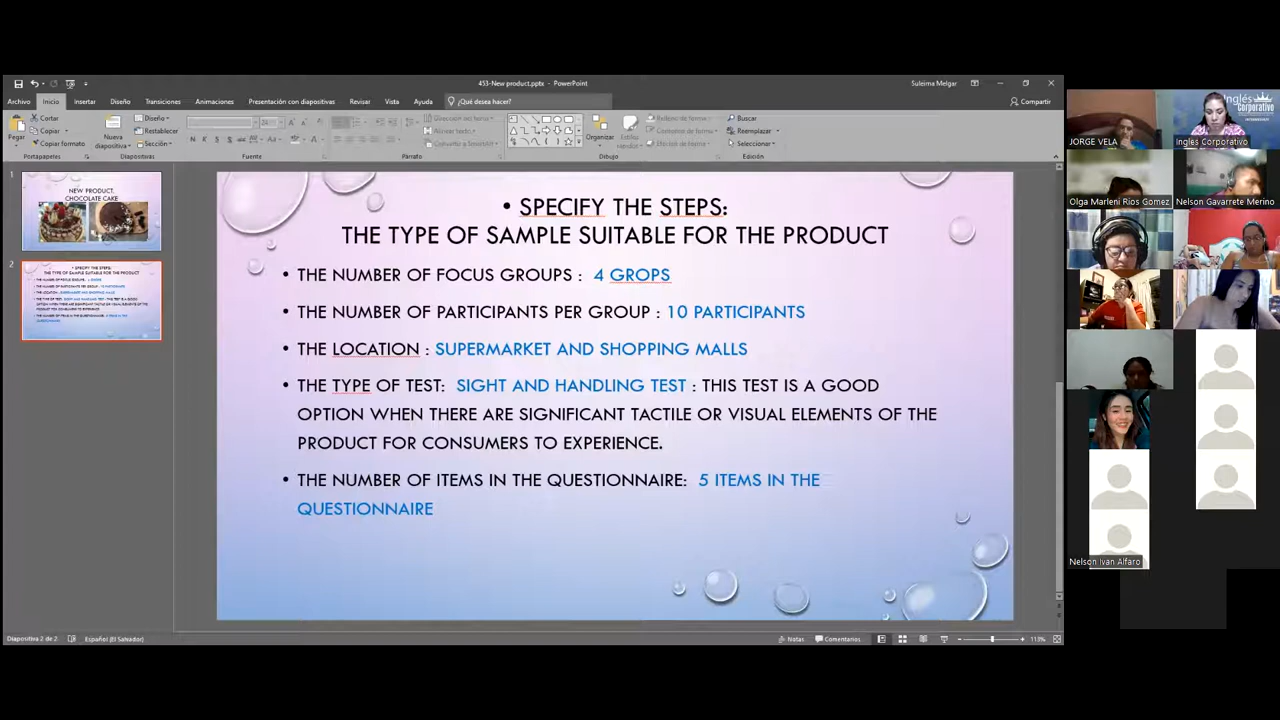 453-New product.pptx - PowerPoint
Suleima Melgar
Archivo Inicio Insertar Diseño Transiciones Animaciones Presentación con diapositivas Revisar Vista Ayuda ¿Qué desea hacer? Compartir
Pegar
Cortar
Copiar
Copiar formato
Portapapeles
Nueva diapositiva
Diseño
Restablecer
Sección
Diapositivas
Fuente
Párrafo
Organizar
Dibujo
Buscar
Reemplazar
Seleccionar
Edición
1
NEW PRODUCT.
CHOCOLATE CAKE
2
• SPECIFY THE STEPS:
THE TYPE OF SAMPLE SUITABLE FOR THE PRODUCT
• THE NUMBER OF FOCUS GROUPS : 4 GROPS
• THE NUMBER OF PARTICIPANTS PER GROUP : 10 PARTICIPANTS
• THE LOCATION : SUPERMARKET AND SHOPPING MALLS
• THE TYPE OF TEST: SIGHT AND HANDLING TEST : THIS TEST IS A GOOD
OPTION WHEN THERE ARE SIGNIFICANT TACTILE OR VISUAL ELEMENTS OF THE
PRODUCT FOR CONSUMERS TO EXPERIENCE.
• THE NUMBER OF ITEMS IN THE QUESTIONNAIRE: 5 ITEMS IN THE
QUESTIONNAIRE
Diapositiva 2 de 2
Español (El Salvador)
Notas
Comentarios
113%
JORGE VELA
Inglés Corporativo
Inglés Corporativo
Olga Marleni Rios Gomez
Nelson Gavarrete Merino
Nelson Ivan Alfaro